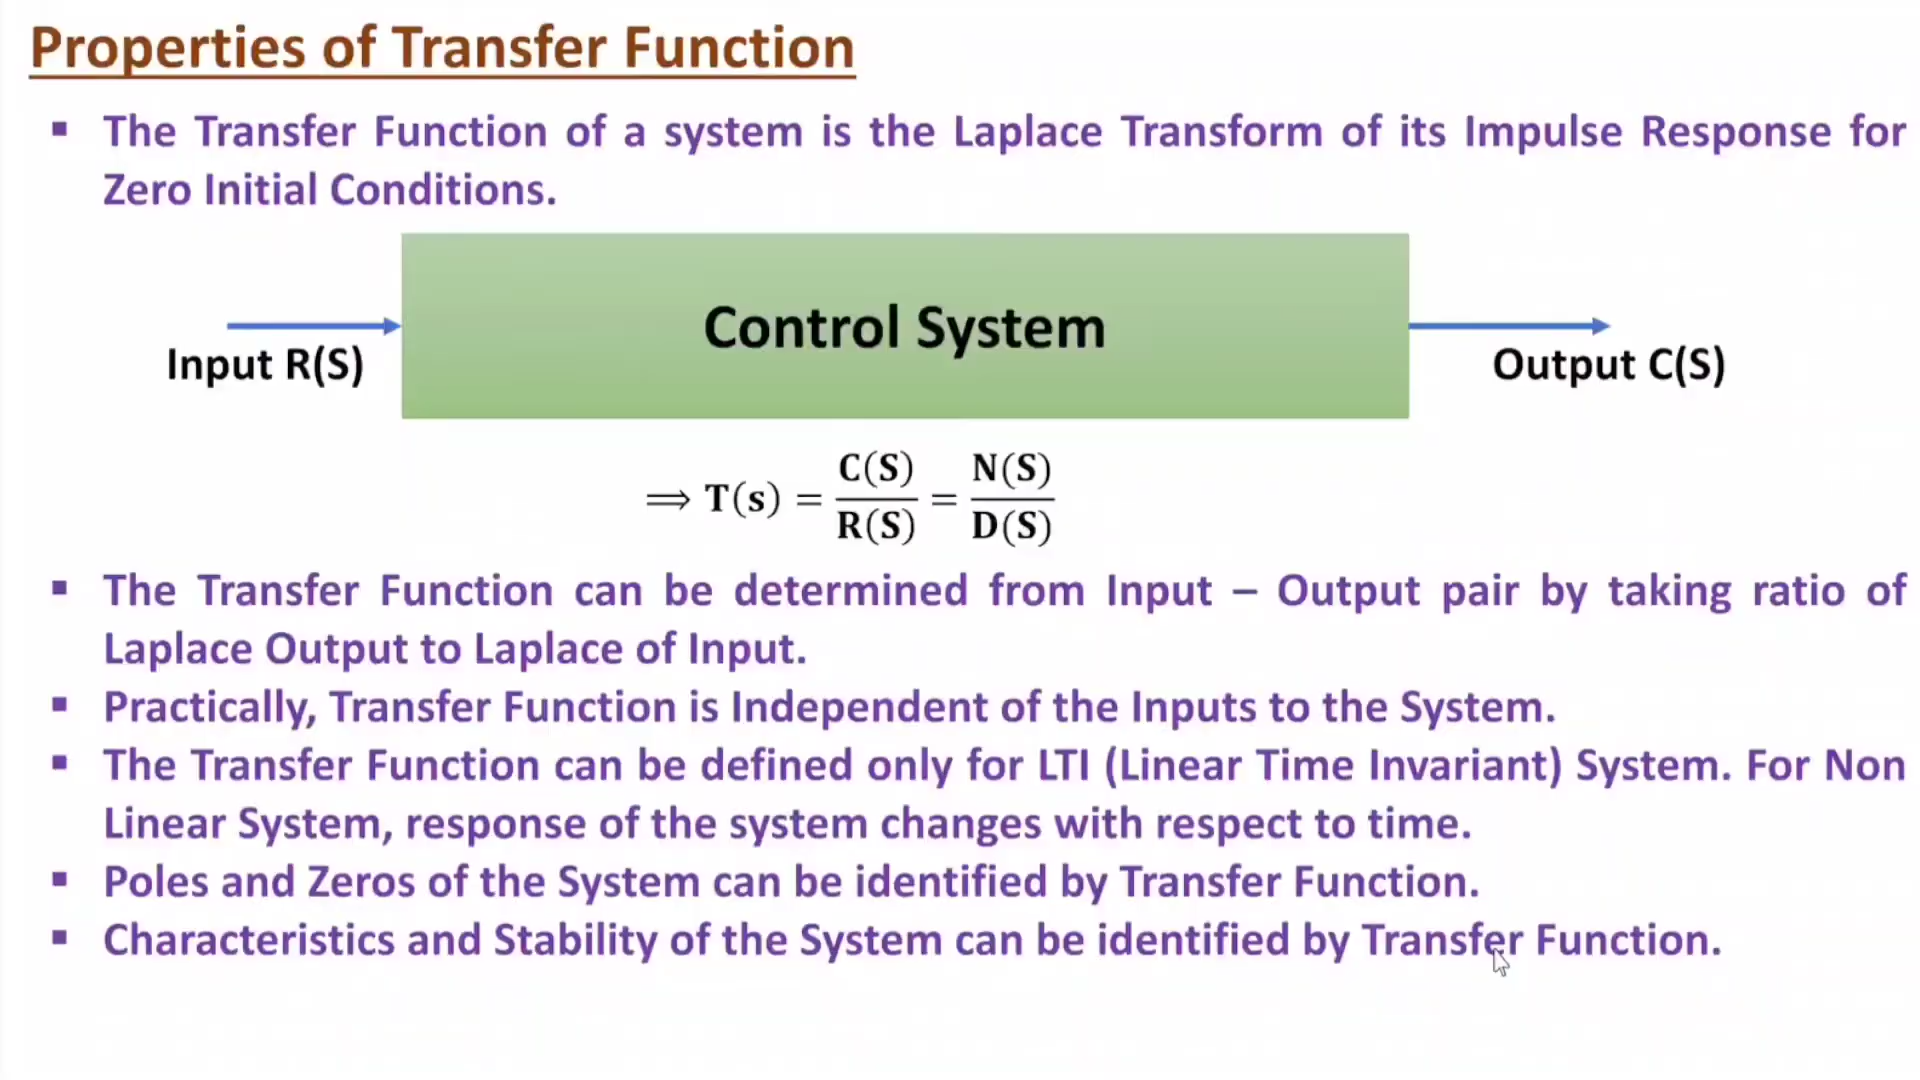 Properties of Transfer Function
▪ The Transfer Function of a system is the Laplace Transform of its Impulse Response for
Zero Initial Conditions.
Control System
Input R(S)
Output C(S)
⟹ T(s) = C(S)/R(S) = N(S)/D(S)
▪ The Transfer Function can be determined from Input – Output pair by taking ratio of
Laplace Output to Laplace of Input.
▪ Practically, Transfer Function is Independent of the Inputs to the System.
▪ The Transfer Function can be defined only for LTI (Linear Time Invariant) System. For Non
Linear System, response of the system changes with respect to time.
▪ Poles and Zeros of the System can be identified by Transfer Function.
▪ Characteristics and Stability of the System can be identified by Transfer Function.